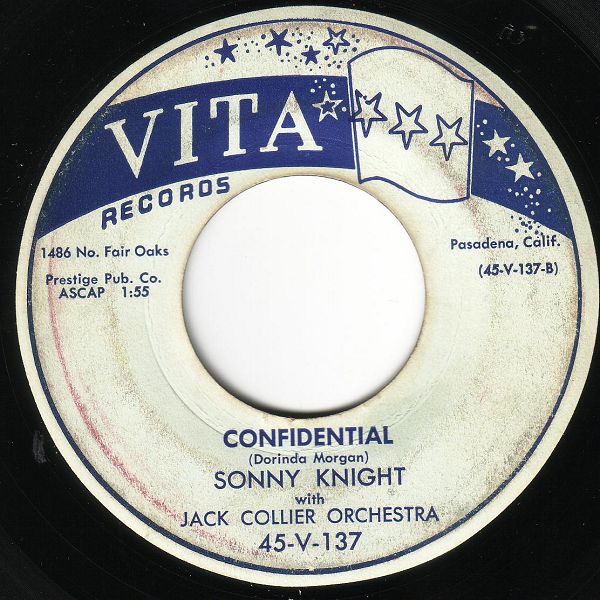 VITA
RECORDS
1486 No. Fair Oaks
Pasadena, Calif.
Prestige Pub. Co.
(45-V-137-B)
ASCAP 1:55
CONFIDENTIAL
(Dorinda Morgan)
SONNY KNIGHT
with
JACK COLLIER ORCHESTRA
45-V-137